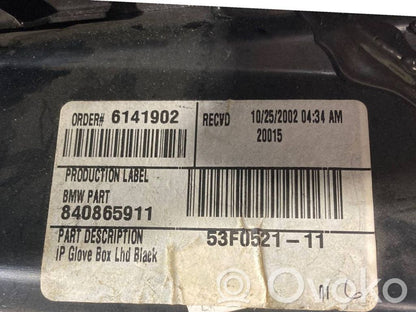 ORDER# 6141902 RECVD 10/25/2002 04:34 AM
20015
PRODUCTION LABEL
BMW PART
840865911
PART DESCRIPTION 53F0521-11
IP Glove Box Lhd Black
Ovoko